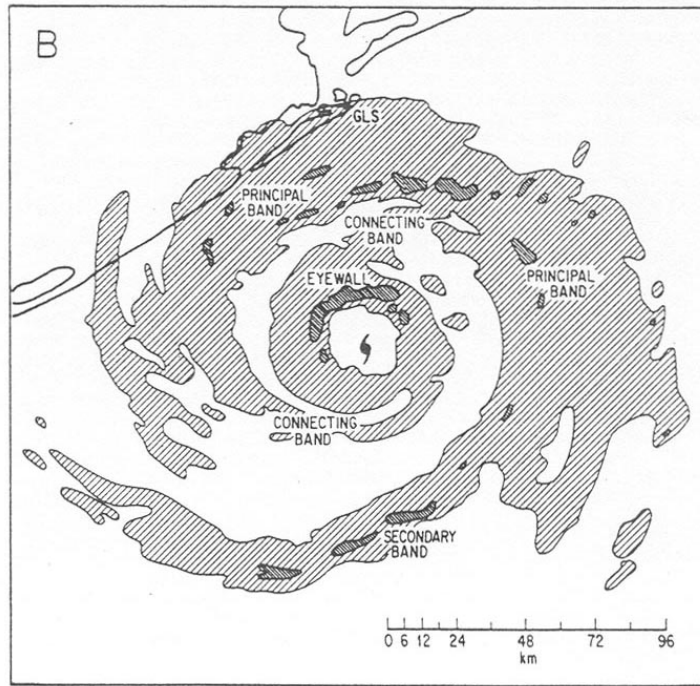 B
GLS
PRINCIPAL
BAND
CONNECTING
BAND
EYEWALL
PRINCIPAL
BAND
CONNECTING
BAND
SECONDARY
BAND
0 6 12 24 48 72 96
km